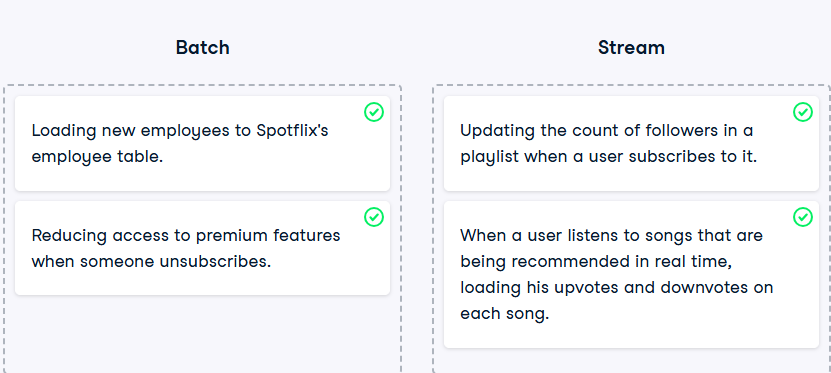 Batch
Stream
Loading new employees to Spotflix's
employee table.
Reducing access to premium features
when someone unsubscribes.
Updating the count of followers in a
playlist when a user subscribes to it.
When a user listens to songs that are
being recommended in real time,
loading his upvotes and downvotes on
each song.